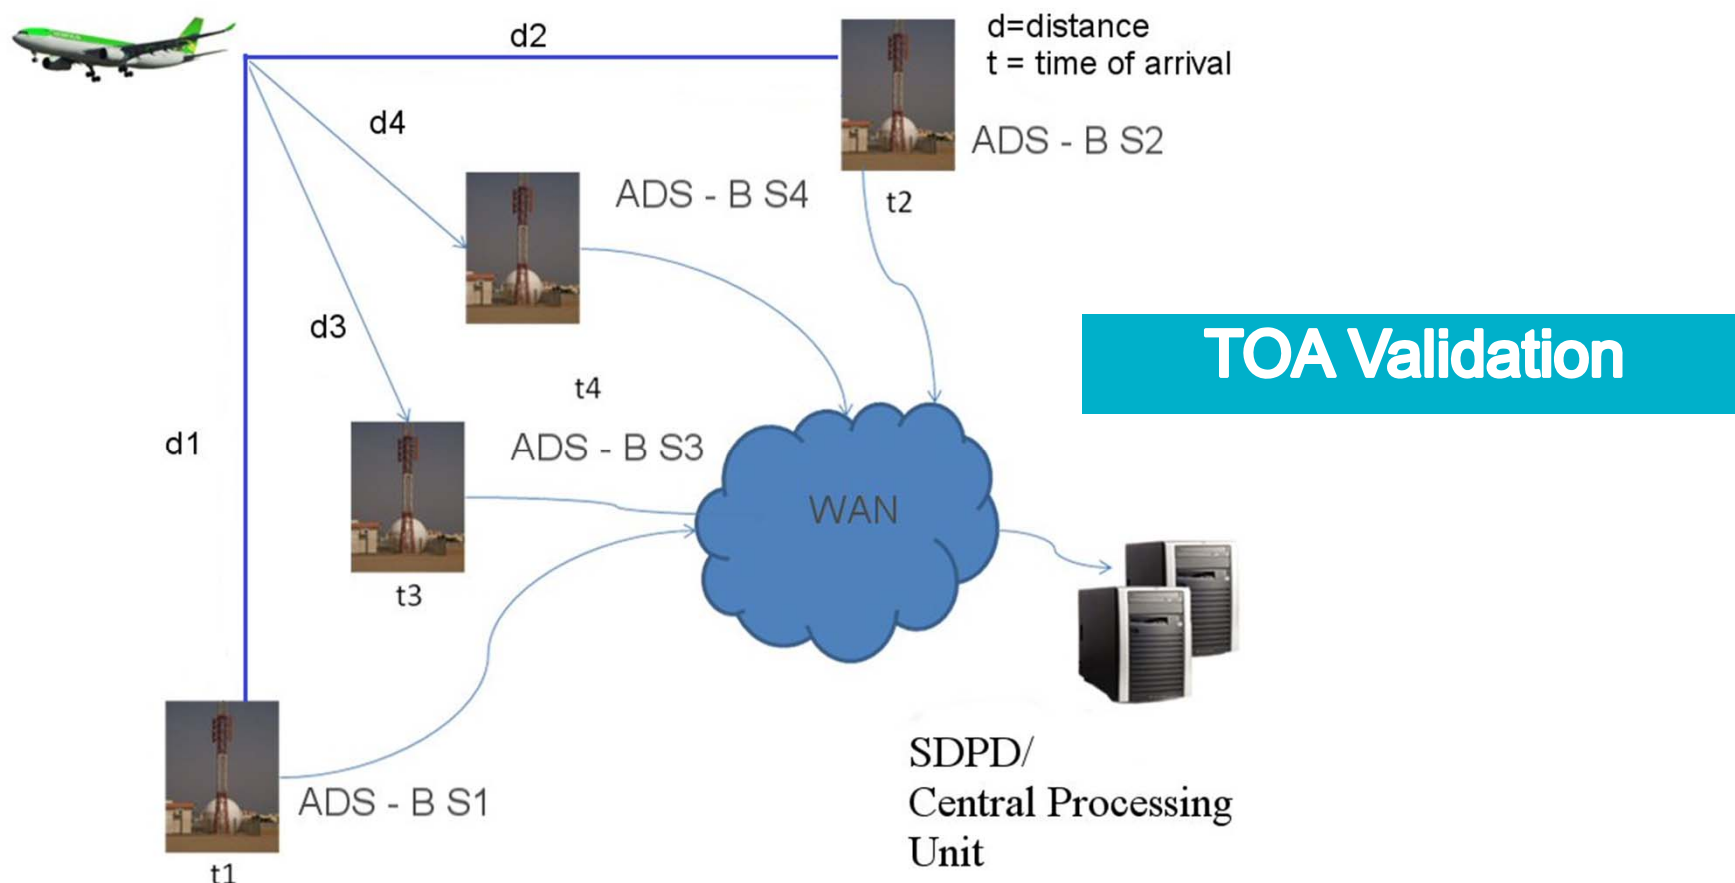 d2
d=distance
t = time of arrival
d4
ADS - B S2
ADS - B S4
t2
d3
TOA Validation
t4
d1
ADS - B S3
WAN
t3
SDPD/
Central Processing
Unit
ADS - B S1
t1